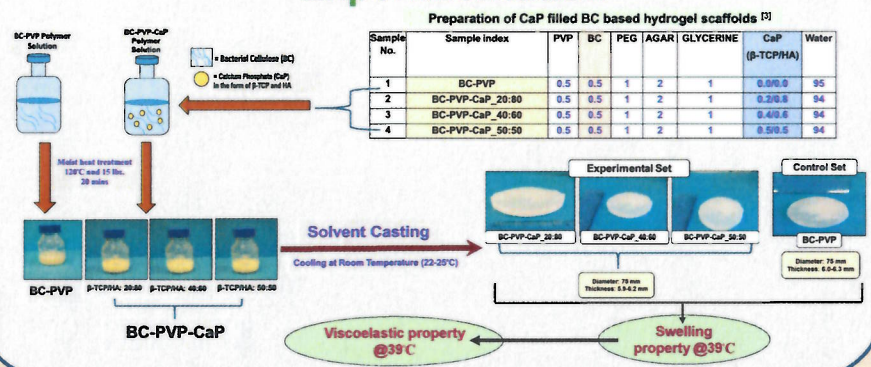 Preparation of CaP filled BC based hydrogel scaffolds [3]
BC-PVP Polymer
Solution
BC-PVP-CaP
Polymer
Solution
= Bacterial Cellulose (BC)
= Calcium Phosphate (CaP)
in the form of β-TCP and HA
Sample No. Sample index PVP BC PEG AGAR GLYCERINE CaP (β-TCP/HA) Water
1 BC-PVP 0.5 0.5 1 2 1 0.0/0.0 95
2 BC-PVP-CaP_20:80 0.5 0.5 1 2 1 0.2/0.8 94
3 BC-PVP-CaP_40:60 0.5 0.5 1 2 1 0.4/0.6 94
4 BC-PVP-CaP_50:50 0.5 0.5 1 2 1 0.5/0.5 94
Moist heat treatment
120°C and 15 lbs.
20 mins
BC-PVP
β-TCP/HA: 20:80
β-TCP/HA: 40:60
β-TCP/HA: 50:50
BC-PVP-CaP
Solvent Casting
Cooling at Room Temperature (22-25°C)
Experimental Set
BC-PVP-CaP_20:80
BC-PVP-CaP_40:60
BC-PVP-CaP_50:50
Diameter: 75 mm
Thickness: 5.9-6.2 mm
Control Set
BC-PVP
Diameter: 75 mm
Thickness: 6.0-6.3 mm
Viscoelastic property
@39°C
Swelling
property @39°C